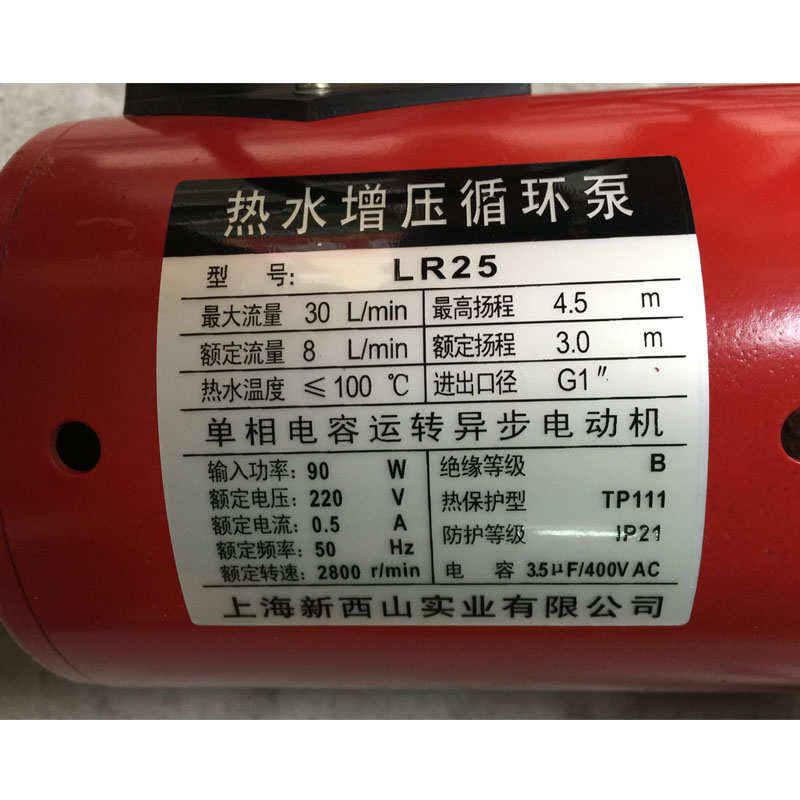 热水增压循环泵
型 号: LR25
最大流量 30 L/min 最高扬程 4.5 m
额定流量 8 L/min 额定扬程 3.0 m
热水温度 ≤100 ℃ 进出口径 G1″
单相电容运转异步电动机
输入功率: 90 W 绝缘等级 B
额定电压: 220 V 热保护型 TP111
额定电流: 0.5 A 防护等级 IP21
额定频率: 50 Hz
额定转速: 2800 r/min 电 容 3.5μF/400V AC
上海新西山实业有限公司